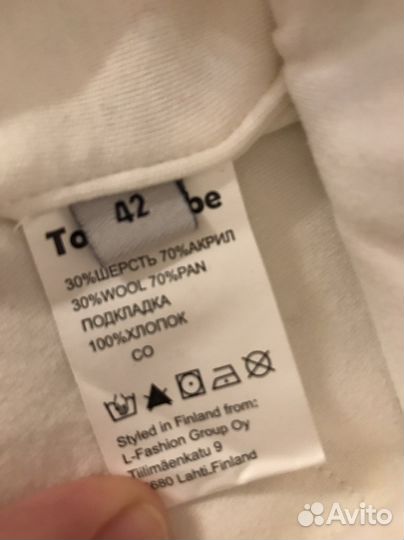 42
To be
30%ШЕРСТЬ 70%АКРИЛ
30%WOOL 70%PAN
ПОДКЛАДКА
100%ХЛОПОК
CO
Styled in Finland from:
L-Fashion Group Oy
Tiilimäenkatu 9
680 Lahti, Finland
Avito